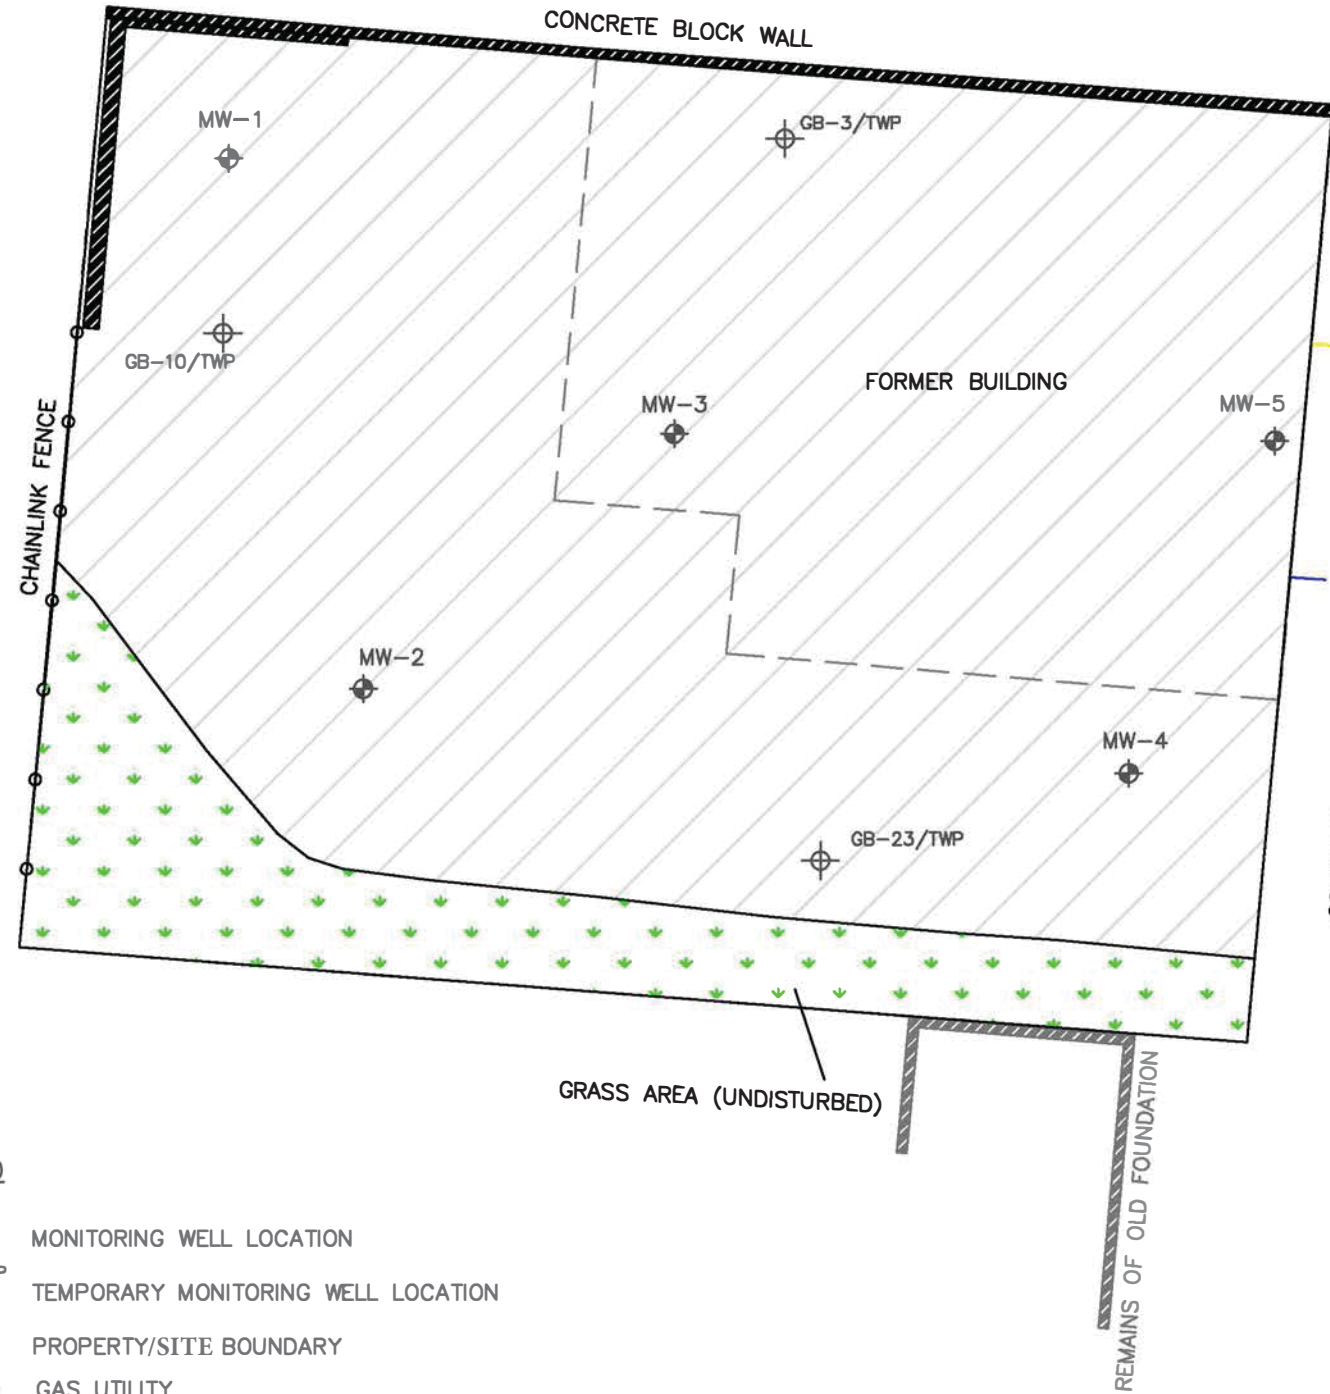 CONCRETE BLOCK WALL
MW-1
GB-3/TWP
GB-10/TWP
FORMER BUILDING
MW-3
MW-5
CHAINLINK FENCE
MW-2
MW-4
GB-23/TWP
GRASS AREA (UNDISTURBED)
REMAINS OF OLD FOUNDATION
MONITORING WELL LOCATION
TEMPORARY MONITORING WELL LOCATION
PROPERTY/SITE BOUNDARY
GAS UTILITY